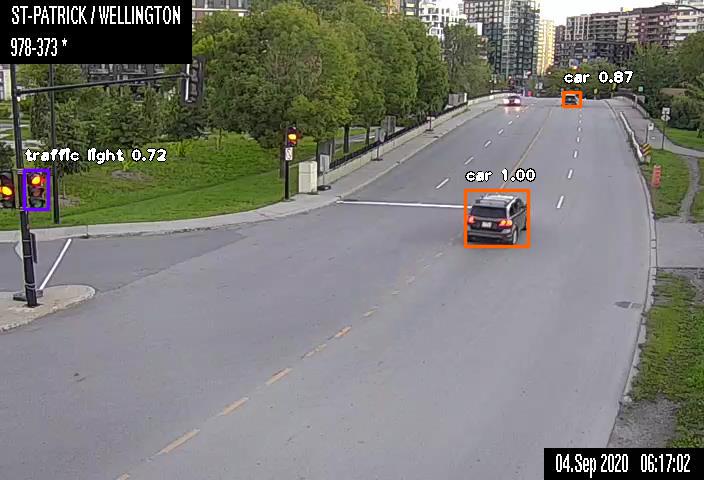 ST-PATRICK / WELLINGTON
978-373 *
car 0.87
traffic light 0.72
car 1.00
04.Sep 2020 06:17:02